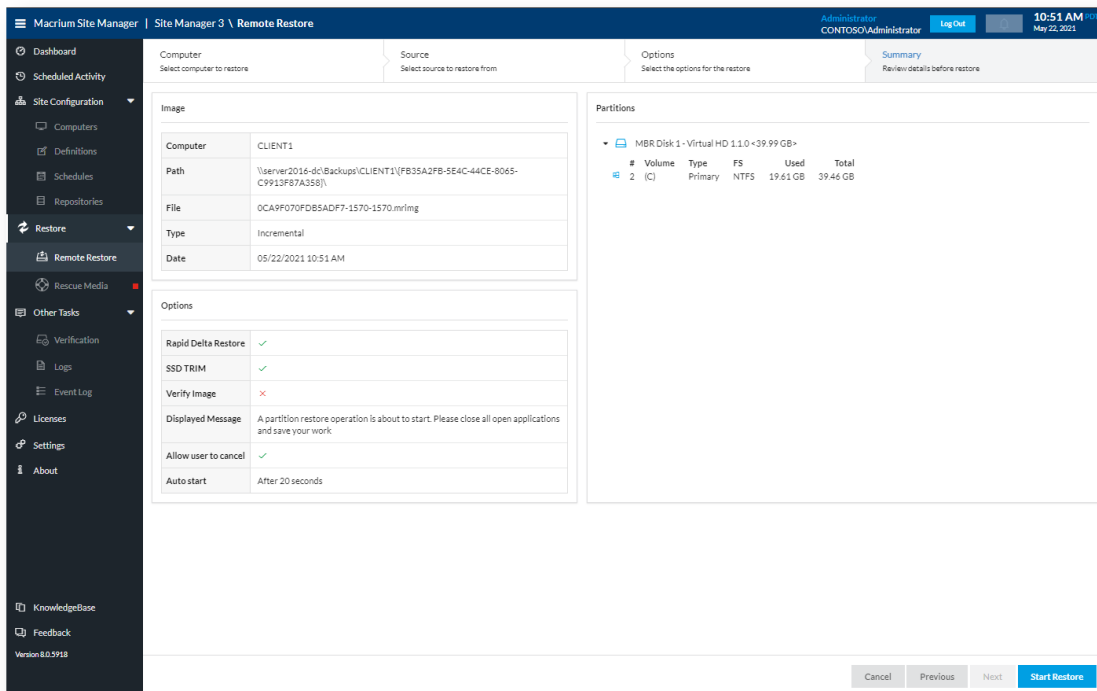 Macrium Site Manager | Site Manager 3 \ Remote Restore
Administrator
CONTOSO\Administrator
Log Out
10:51 AM PDT
May 22, 2021
Dashboard
Scheduled Activity
Site Configuration
Computers
Definitions
Schedules
Repositories
Restore
Remote Restore
Rescue Media
Other Tasks
Verification
Logs
Event Log
Licenses
Settings
About
KnowledgeBase
Feedback
Version 8.0.5918
Computer
Select computer to restore
Source
Select source to restore from
Options
Select the options for the restore
Summary
Review details before restore
Image
Computer CLIENT1
Path \\server2016-dc\Backups\CLIENT1\{FB35A2FB-5E4C-44CE-8065-
C9913F87A358}\
File 0CA9F070FDB5ADF7-1570-1570.mrimg
Type Incremental
Date 05/22/2021 10:51 AM
Options
Rapid Delta Restore
SSD TRIM
Verify Image
Displayed Message A partition restore operation is about to start. Please close all open applications
and save your work
Allow user to cancel
Auto start After 20 seconds
Partitions
MBR Disk 1 - Virtual HD 1.1.0 <39.99 GB>
# Volume Type FS Used Total
2 (C) Primary NTFS 19.61 GB 39.46 GB
Cancel
Previous
Next
Start Restore